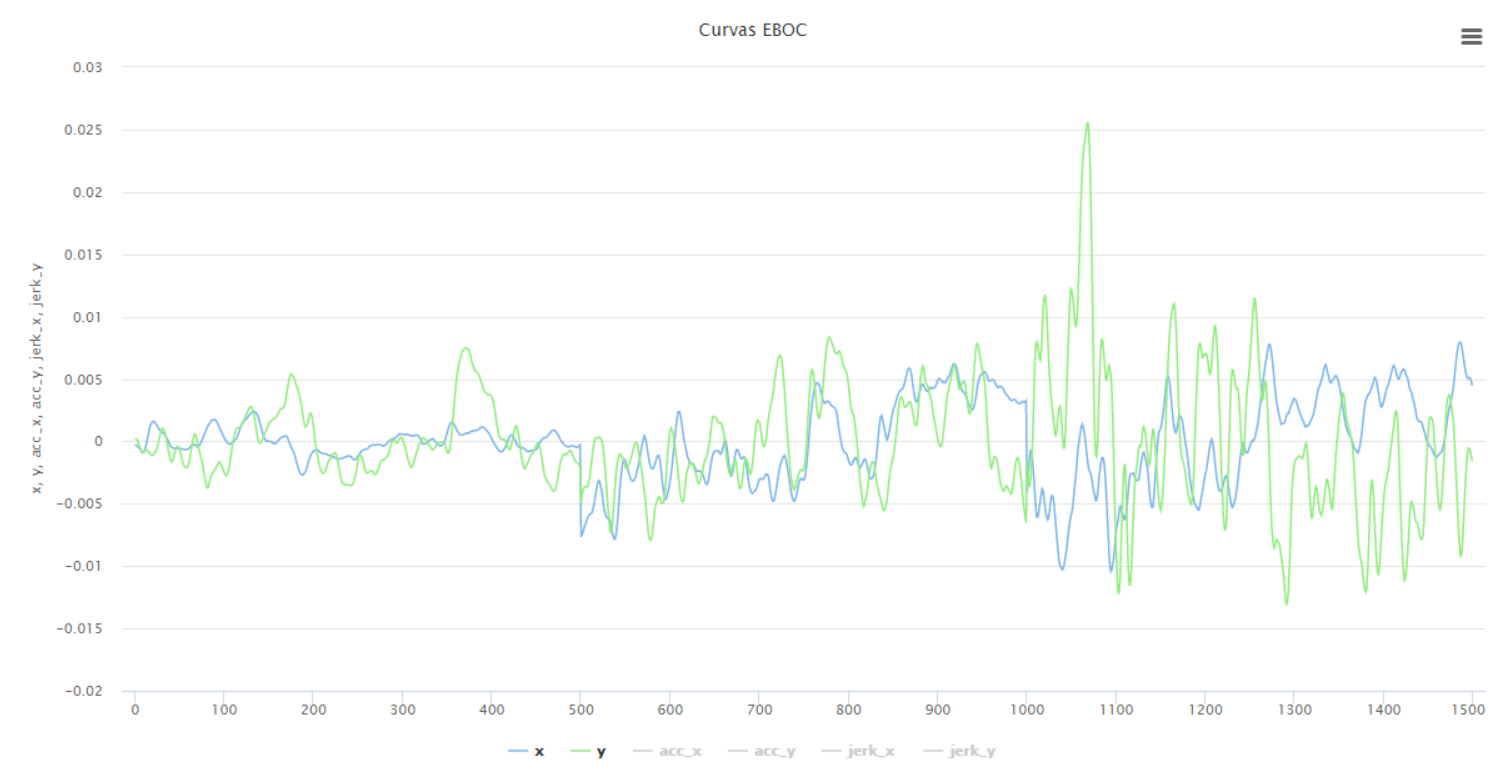 Curvas EBOC
0.03
0.025
0.02
0.015
0.01
0.005
0
−0.005
−0.01
−0.015
−0.02
x, y, acc_x, acc_y, jerk_x, jerk_y
0 100 200 300 400 500 600 700 800 900 1000 1100 1200 1300 1400 1500
x y acc_x acc_y jerk_x jerk_y